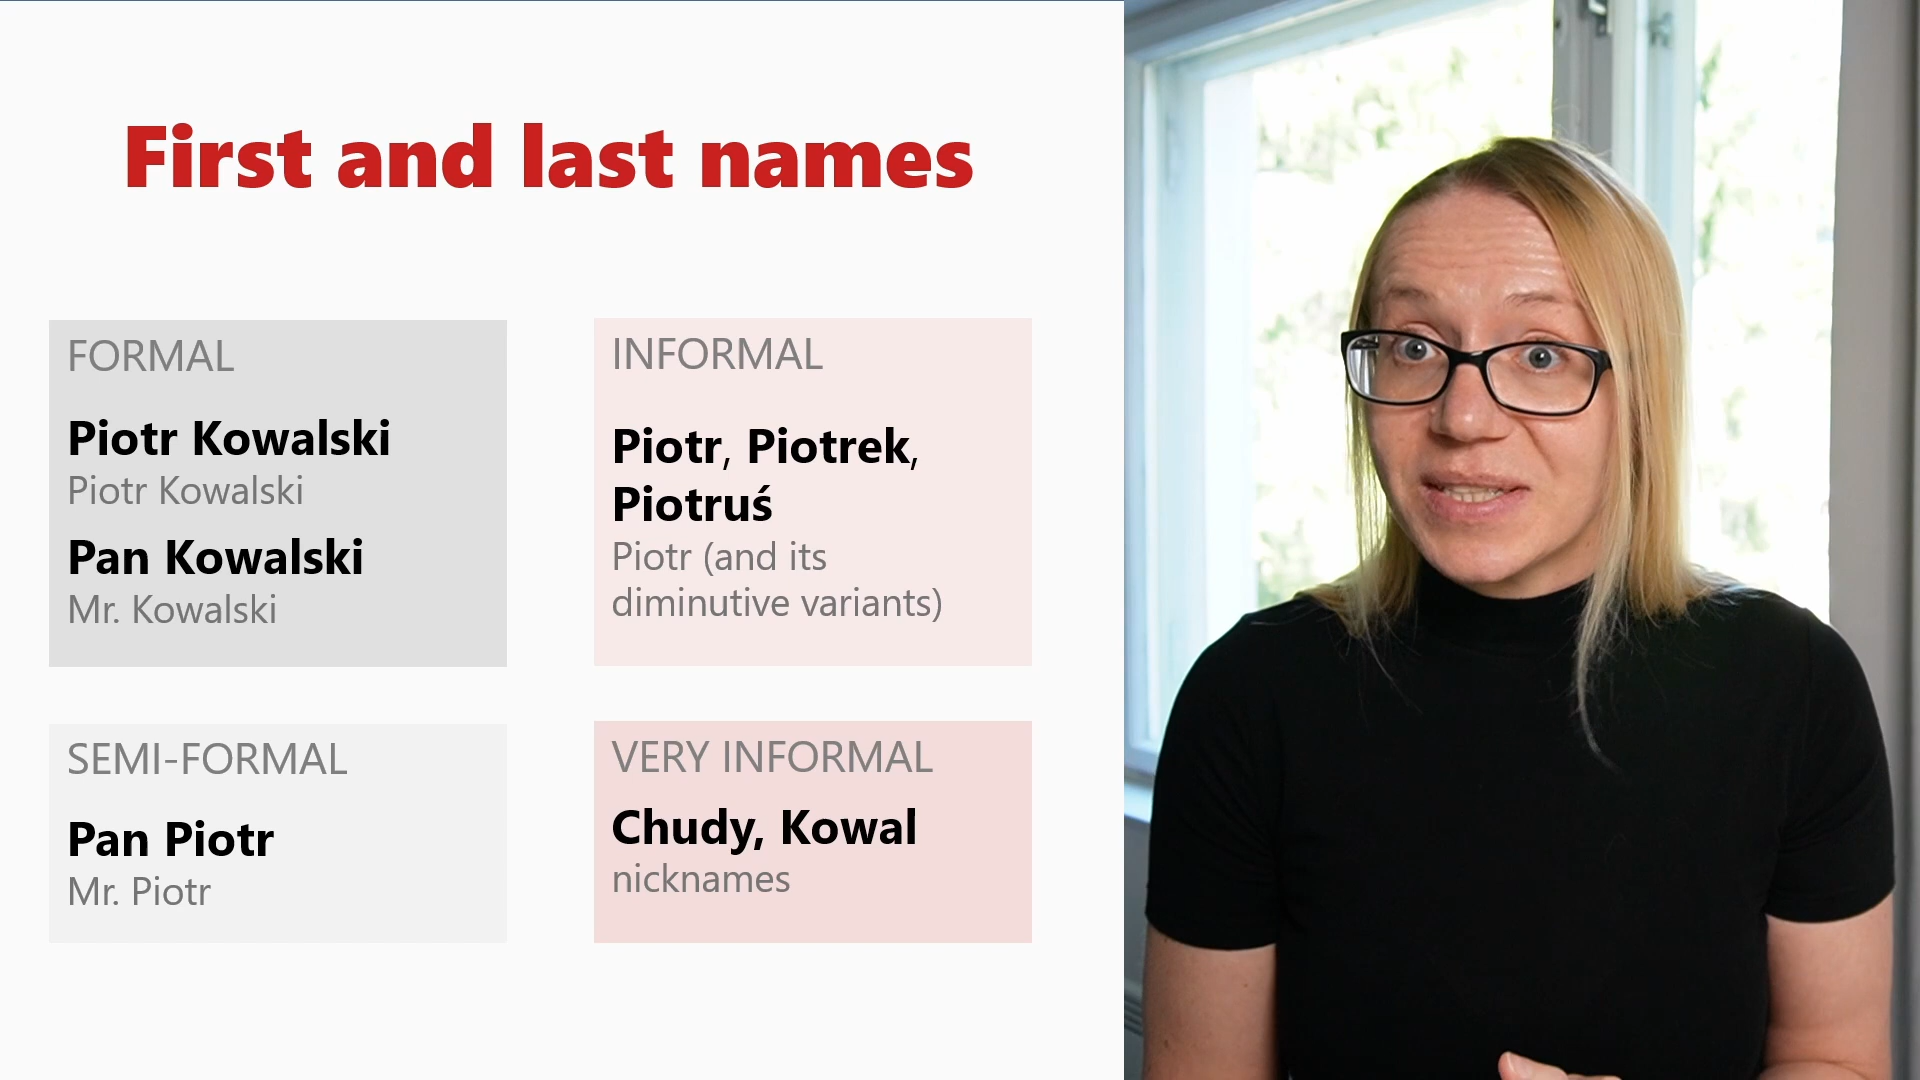 First and last names
FORMAL
Piotr Kowalski
Piotr Kowalski
Pan Kowalski
Mr. Kowalski
INFORMAL
Piotr, Piotrek,
Piotruś
Piotr (and its
diminutive variants)
SEMI-FORMAL
Pan Piotr
Mr. Piotr
VERY INFORMAL
Chudy, Kowal
nicknames